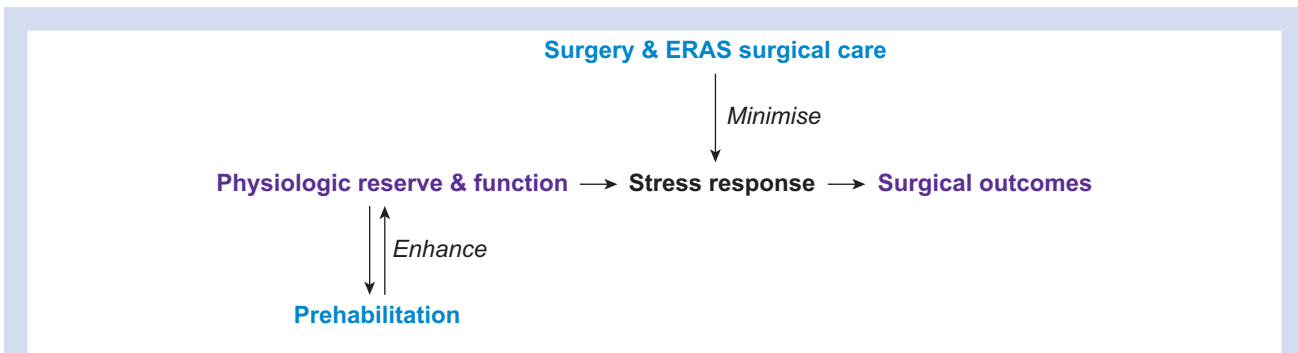 Surgery & ERAS surgical care
Minimise
Physiologic reserve & function Stress response Surgical outcomes
Enhance
Prehabilitation